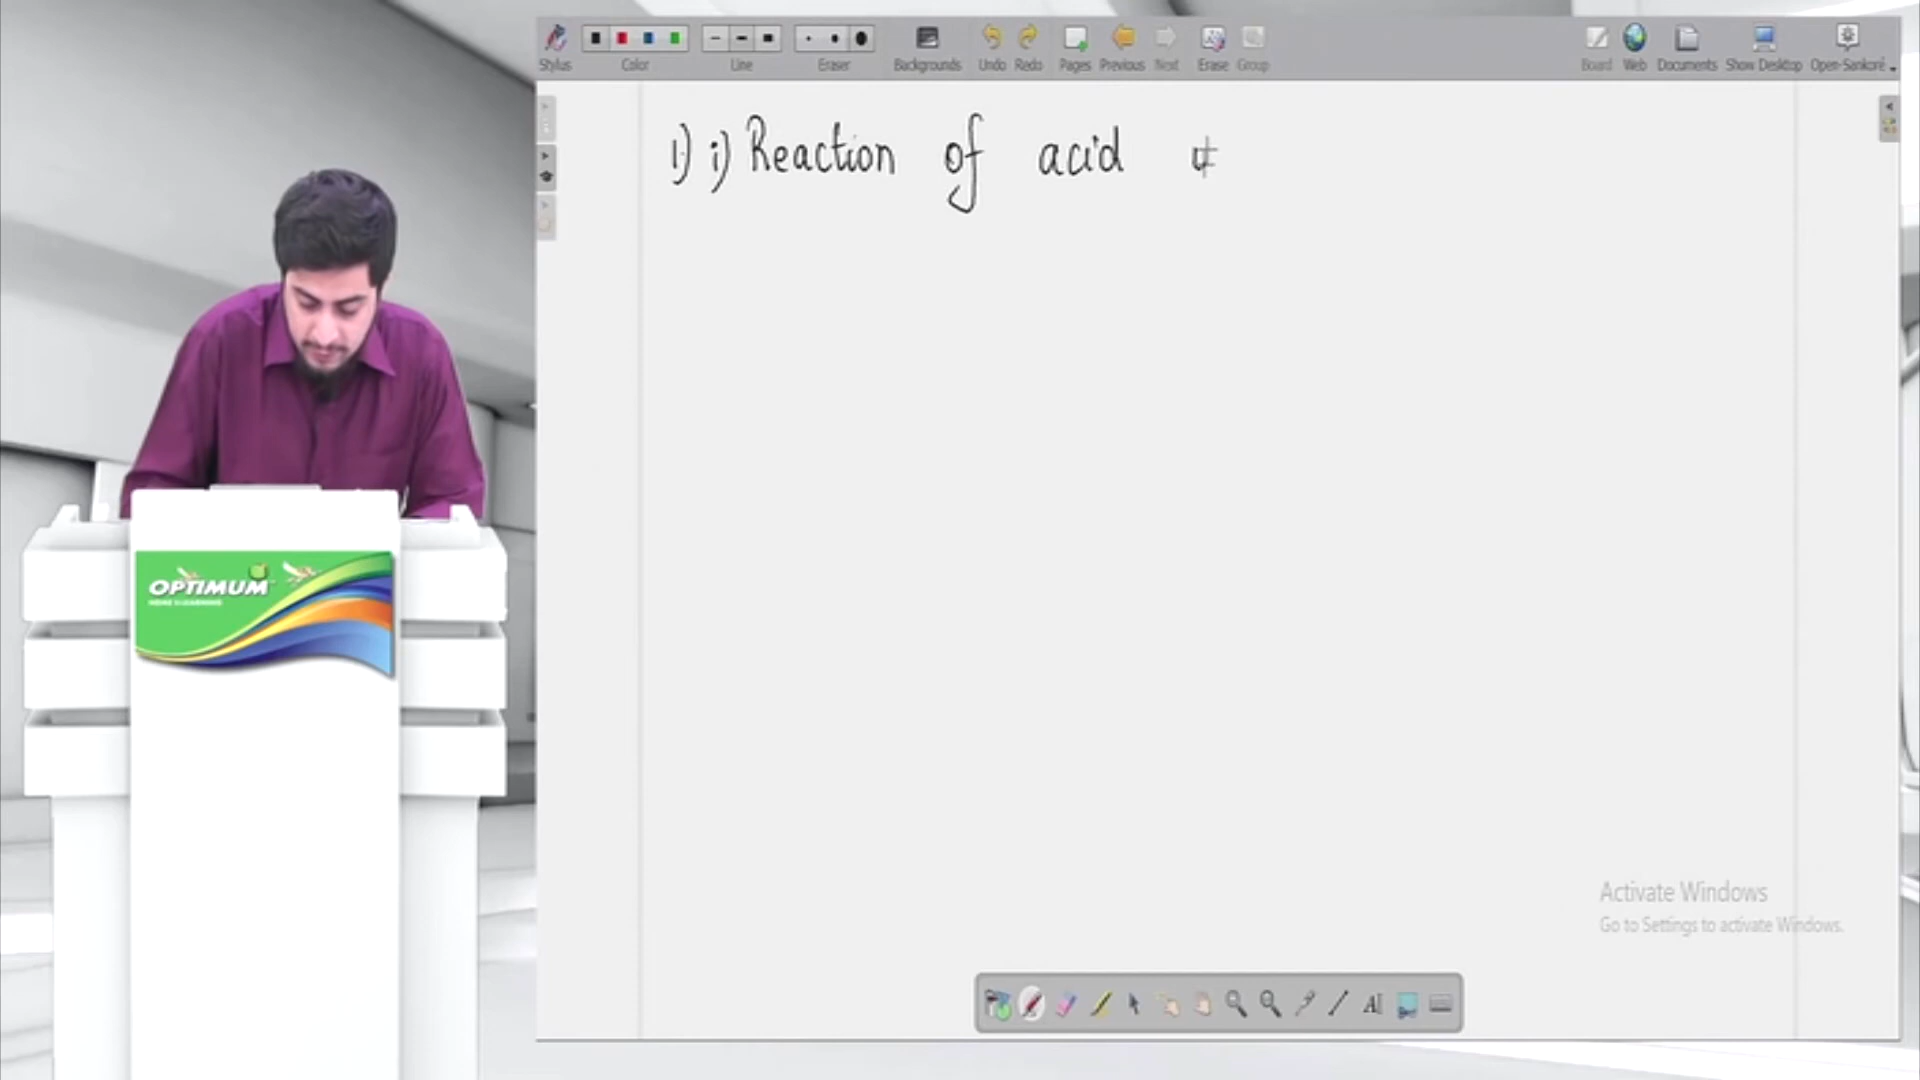 Stylus Color Line Eraser Backgrounds Undo Redo Pages Previous Next Erase Group Board Web Documents Show Desktop Open-Sankoré
1) i) Reaction of acid &
OPTIMUM
Activate Windows
Go to Settings to activate Windows.